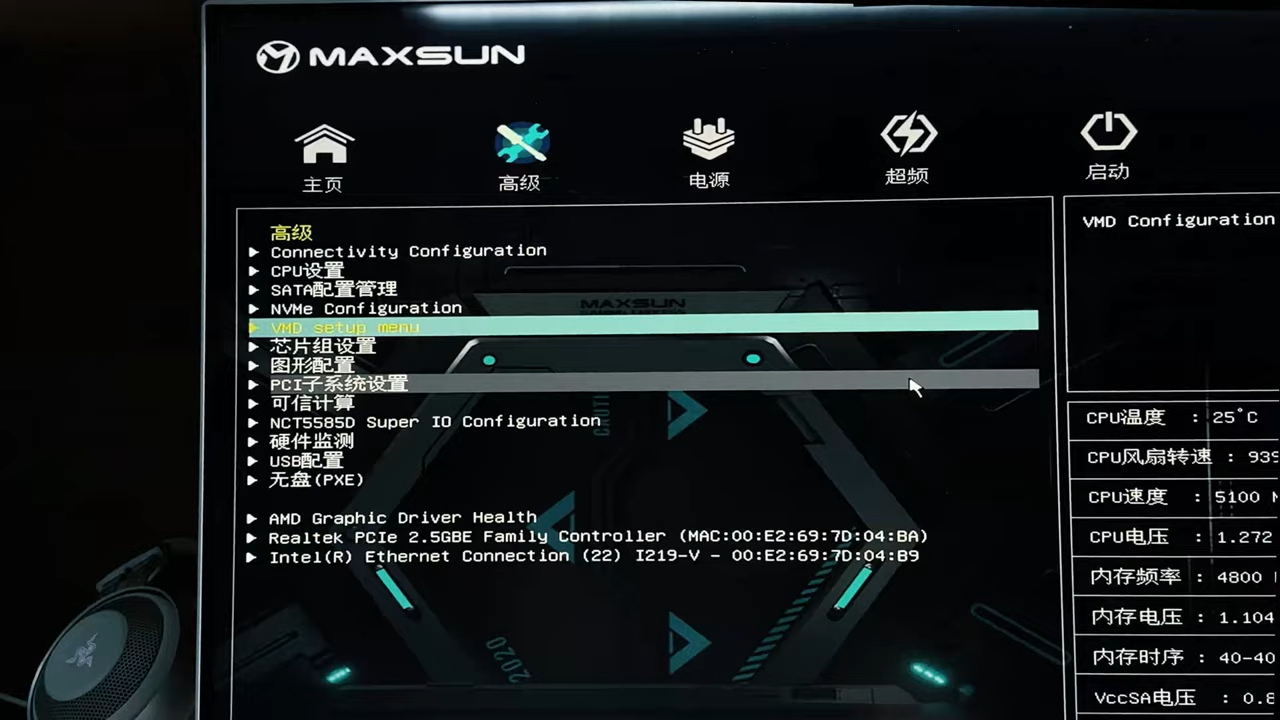 MAXSUN
主页
高级
电源
超频
启动
高级
Connectivity Configuration
CPU设置
SATA配置管理
NVMe Configuration
VMD setup menu
芯片组设置
图形配置
PCI子系统设置
可信计算
NCT5585D Super IO Configuration
硬件监测
USB配置
无盘(PXE)
AMD Graphic Driver Health
Realtek PCIe 2.5GBE Family Controller (MAC:00:E2:69:7D:04:BA)
Intel(R) Ethernet Connection (22) I219-V - 00:E2:69:7D:04:B9
VMD Configuration
CPU温度 : 25°C
CPU风扇转速 : 939
CPU速度 : 5100 M
CPU电压 : 1.272
内存频率 : 4800
内存电压 : 1.104
内存时序 : 40-40
VccSA电压 : 0.8
MAXSUN
CAUTI
2020